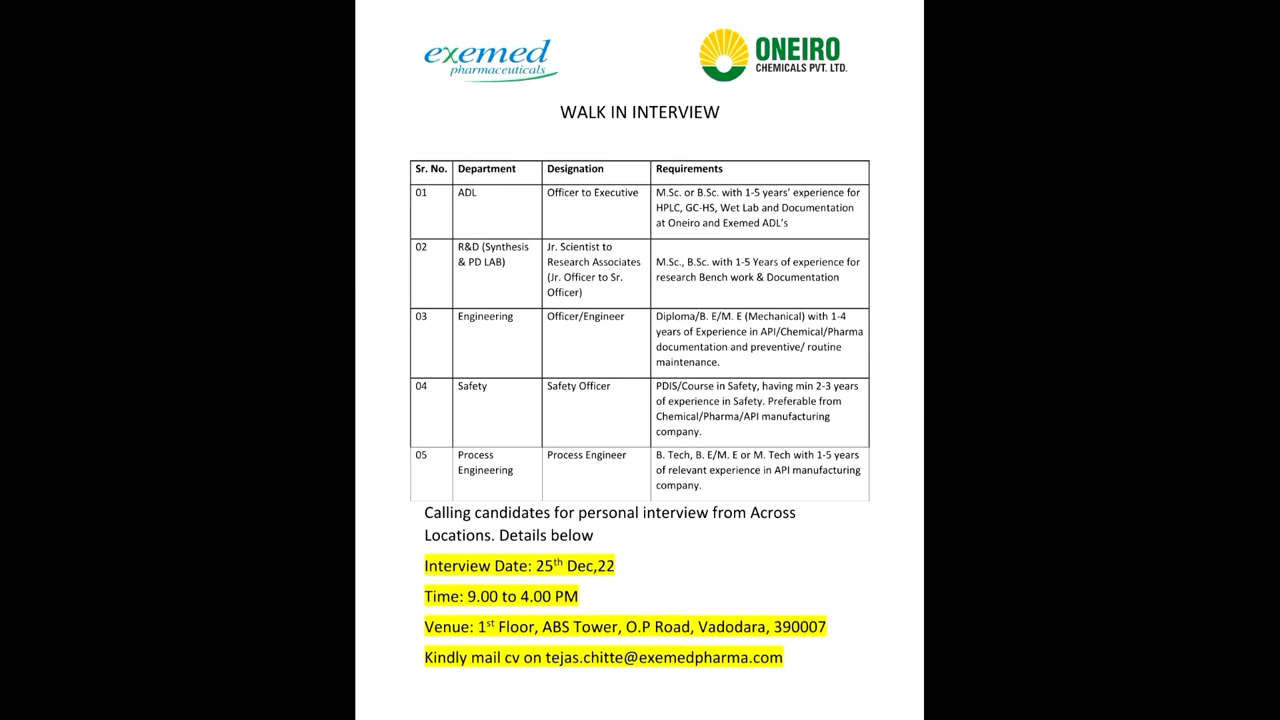 exemed
pharmaceuticals
ONEIRO
CHEMICALS PVT. LTD.
WALK IN INTERVIEW
Sr. No. Department Designation Requirements
01 ADL Officer to Executive M.Sc. or B.Sc. with 1-5 years’ experience for
HPLC, GC-HS, Wet Lab and Documentation
at Oneiro and Exemed ADL’s
02 R&D (Synthesis
& PD LAB)
Jr. Scientist to
Research Associates
(Jr. Officer to Sr.
Officer)
M.Sc., B.Sc. with 1-5 Years of experience for
research Bench work & Documentation
03 Engineering Officer/Engineer Diploma/B. E/M. E (Mechanical) with 1-4
years of Experience in API/Chemical/Pharma
documentation and preventive/ routine
maintenance.
04 Safety Safety Officer PDIS/Course in Safety, having min 2-3 years
of experience in Safety. Preferable from
Chemical/Pharma/API manufacturing
company.
05 Process
Engineering
Process Engineer B. Tech, B. E/M. E or M. Tech with 1-5 years
of relevant experience in API manufacturing
company.
Calling candidates for personal interview from Across
Locations. Details below
Interview Date: 25th Dec,22
Time: 9.00 to 4.00 PM
Venue: 1st Floor, ABS Tower, O.P Road, Vadodara, 390007
Kindly mail cv on tejas.chitte@exemedpharma.com